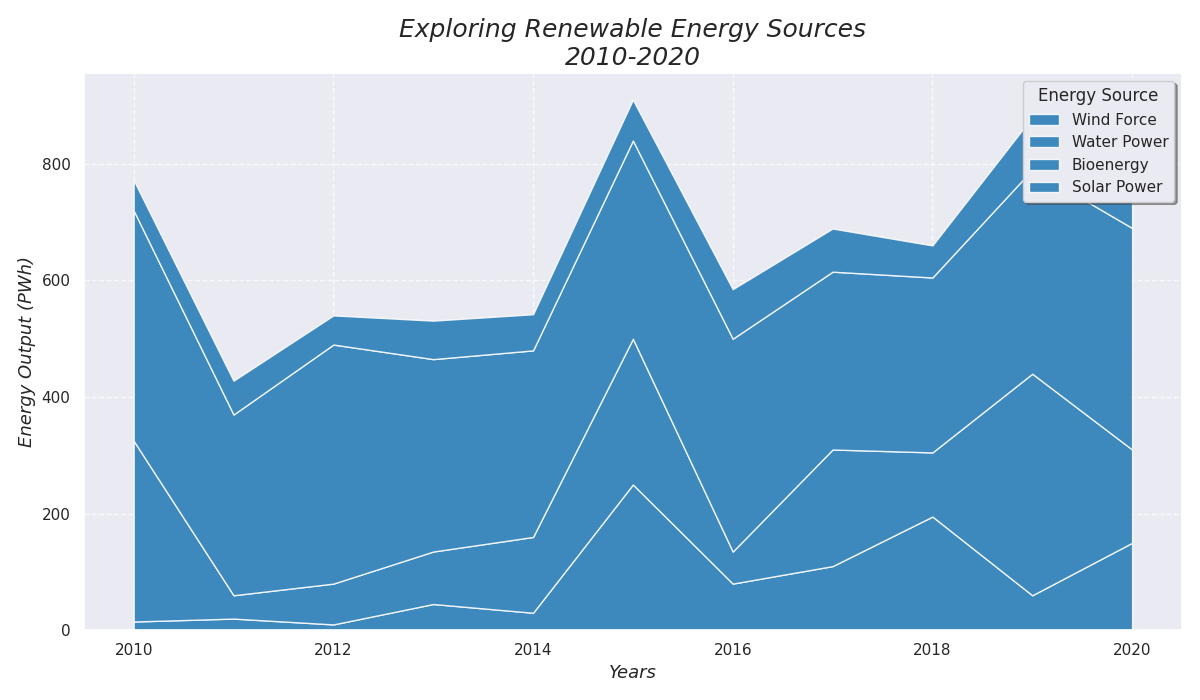 Exploring Renewable Energy Sources
2010-2020
Energy Source
Wind Force
Water Power
Bioenergy
Solar Power
Energy Output (PWh)
800
600
400
200
0
2010
2012
2014
2016
2018
2020
Years